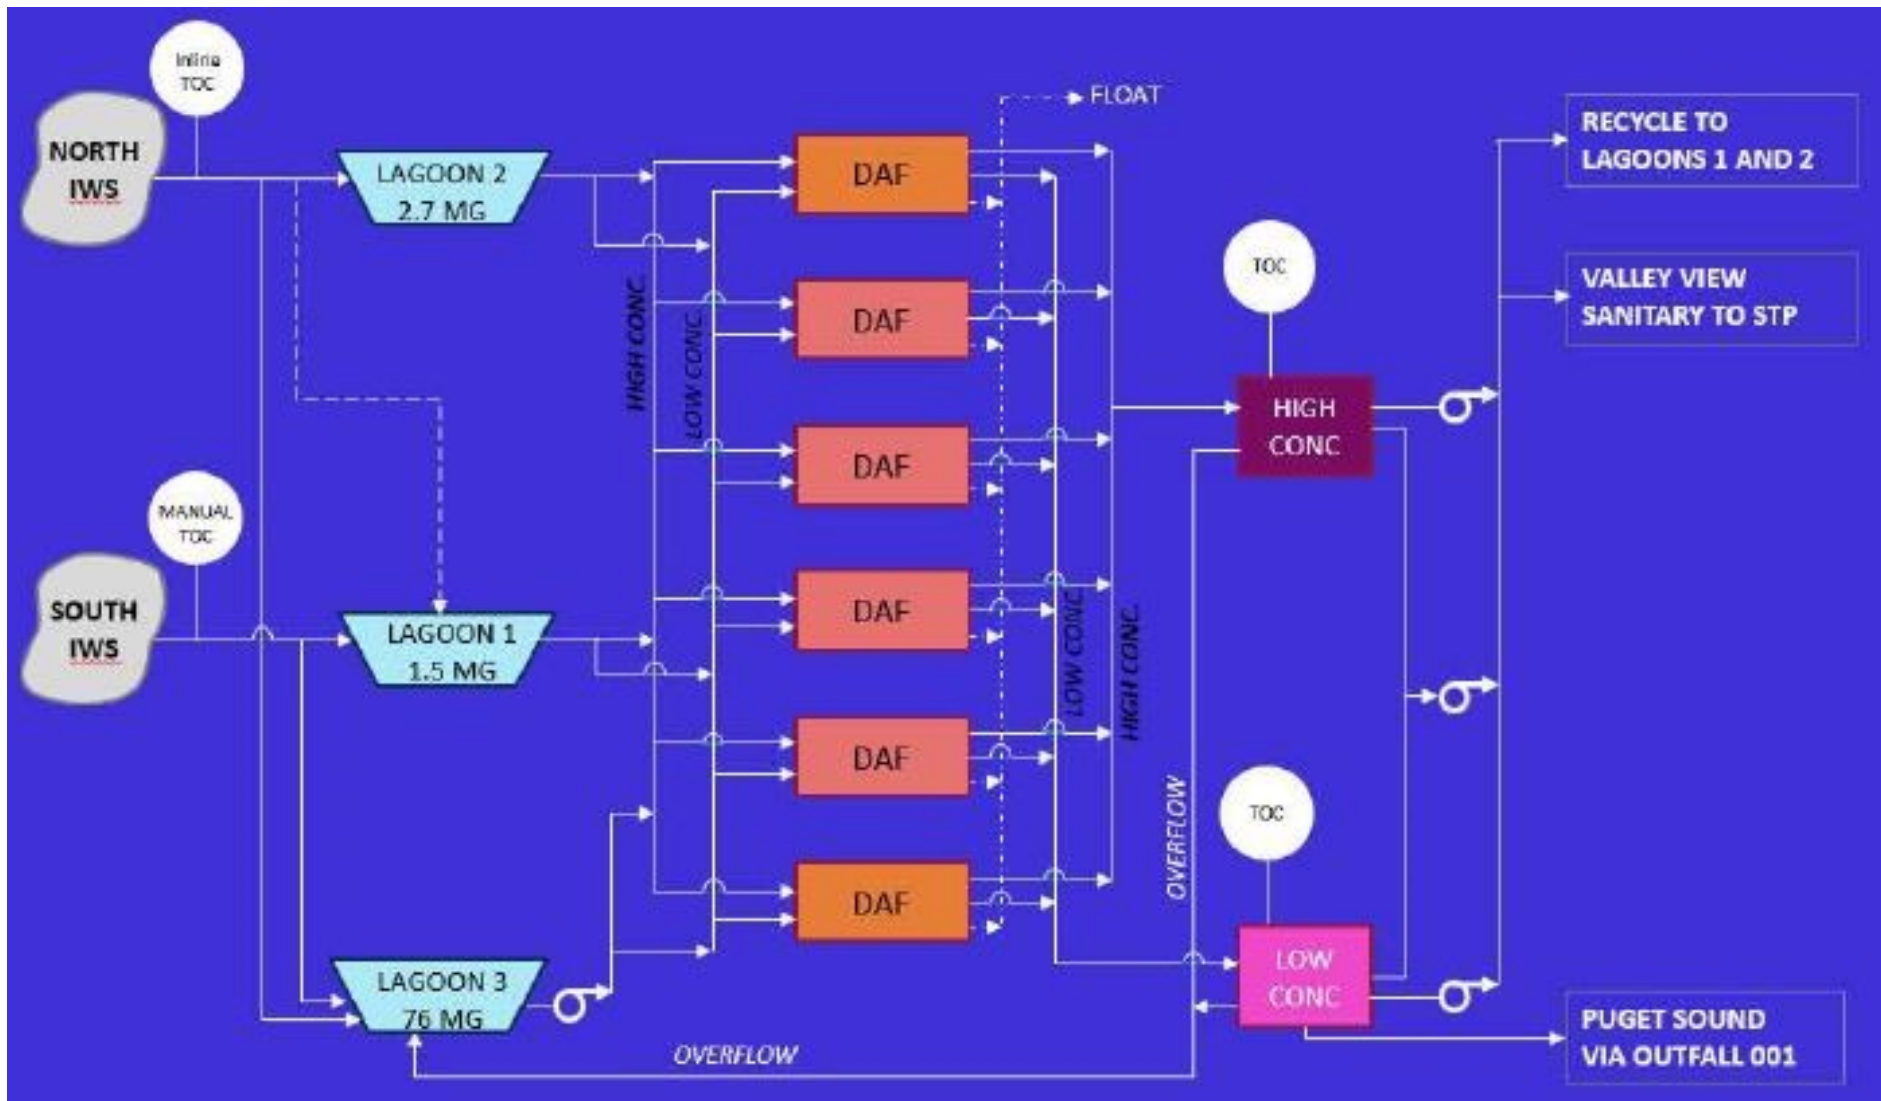 Inline
TOC
NORTH
IWS
LAGOON 2
2.7 MG
FLOAT
DAF
RECYCLE TO
LAGOONS 1 AND 2
HIGH CONC.
LOW CONC.
DAF
TOC
VALLEY VIEW
SANITARY TO STP
DAF
HIGH
CONC
MANUAL
TOC
SOUTH
IWS
LAGOON 1
1.5 MG
DAF
LOW CONC.
HIGH CONC.
DAF
OVERFLOW
TOC
DAF
LAGOON 3
76 MG
LOW
CONC
OVERFLOW
PUGET SOUND
VIA OUTFALL 001